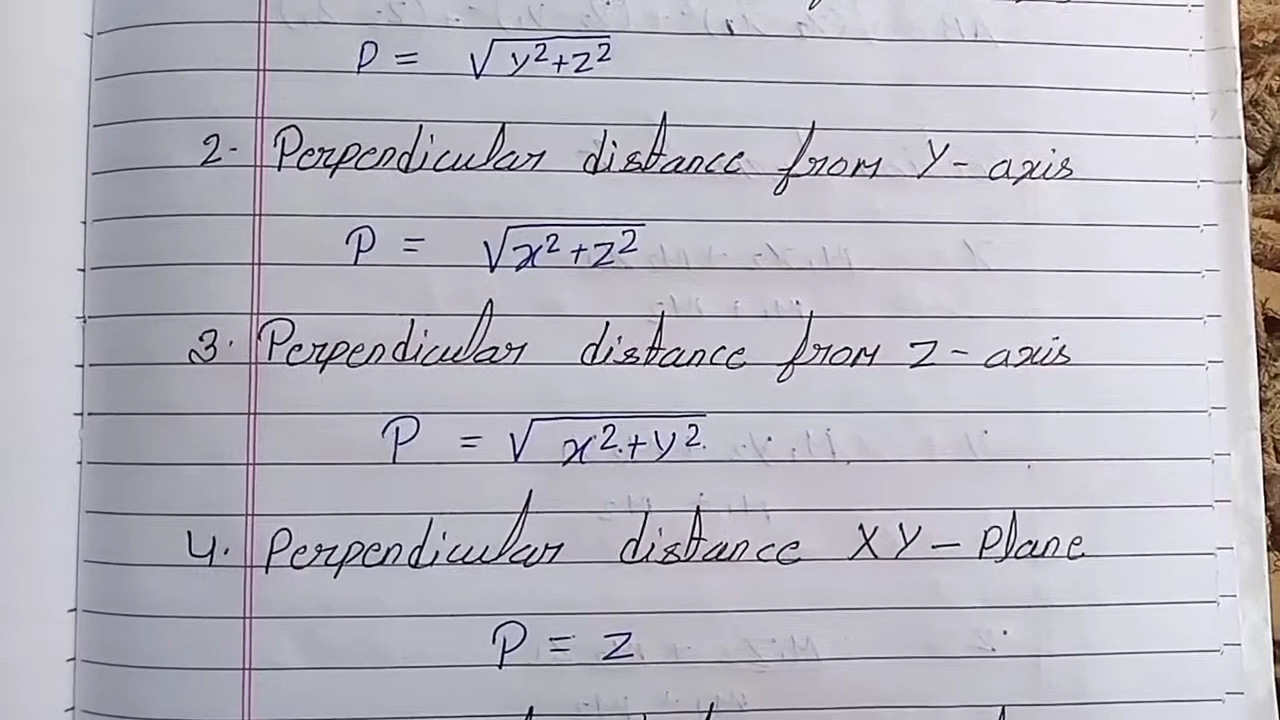 P = √y²+z²
2- Perpendicular distance from Y-axis
P = √x²+z²
3. Perpendicular distance from Z-axis
P = √x²+y²
4. Perpendicular distance XY-Plane
P = Z